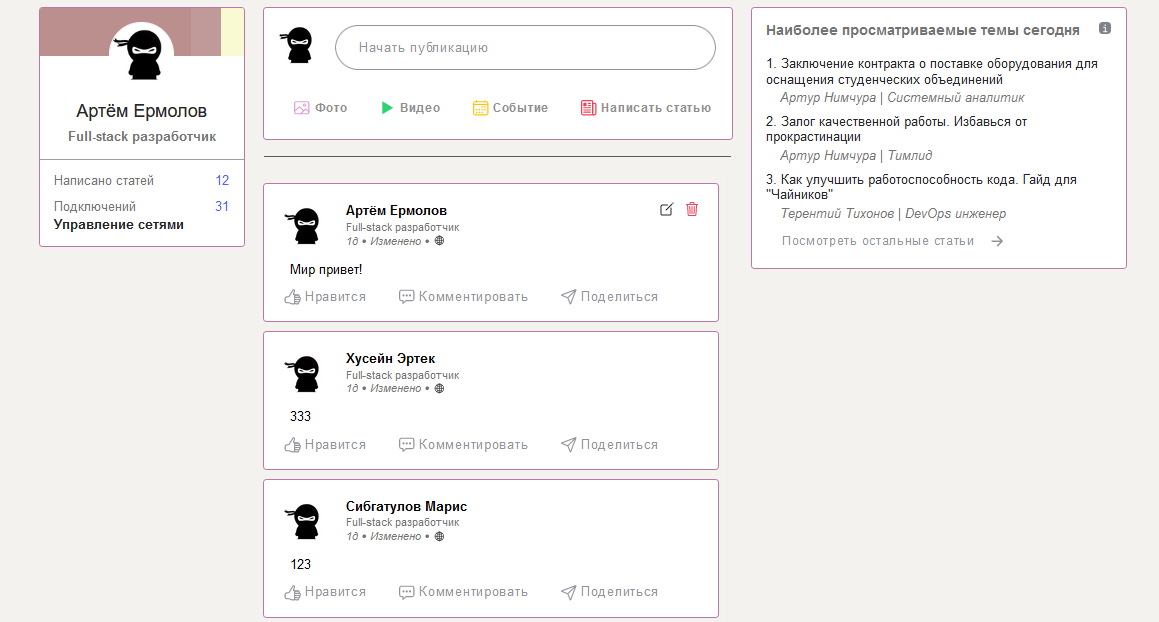 Артём Ермолов
Full-stack разработчик
Написано статей 12
Подключений 31
Управление сетями
Начать публикацию
Фото Видео Событие Написать статью
Артём Ермолов
Full-stack разработчик
1д • Изменено •
Мир привет!
Нравится Комментировать Поделиться
Хусейн Эртек
Full-stack разработчик
1д • Изменено •
333
Нравится Комментировать Поделиться
Сибгатулов Марис
Full-stack разработчик
1д • Изменено •
123
Нравится Комментировать Поделиться
Наиболее просматриваемые темы сегодня
1. Заключение контракта о поставке оборудования для
оснащения студенческих объединений
Артур Нимчура | Системный аналитик
2. Залог качественной работы. Избавься от
прокрастинации
Артур Нимчура | Тимлид
3. Как улучшить работоспособность кода. Гайд для
"Чайников"
Терентий Тихонов | DevOps инженер
Посмотреть остальные статьи